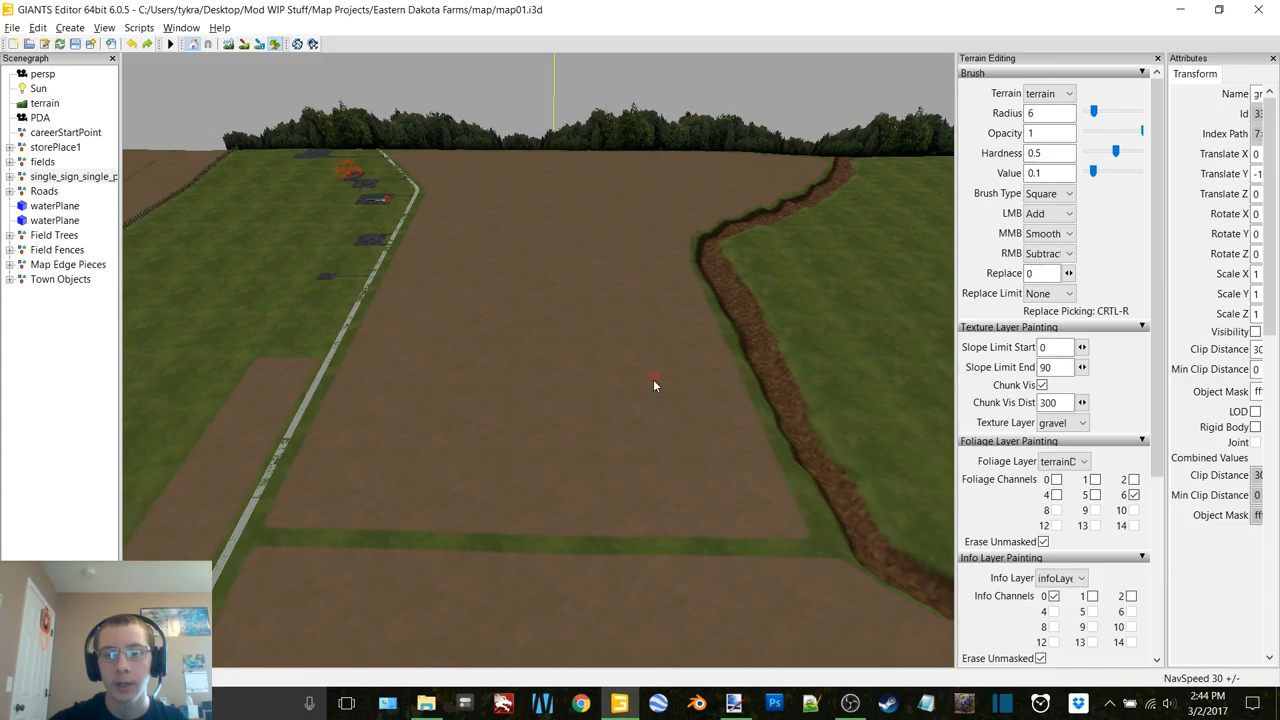 GIANTS Editor 64bit 6.0.5 - C:/Users/tykra/Desktop/Mod WIP Stuff/Map Projects/Eastern Dakota Farms/map/map01.i3d
File Edit Create View Scripts Window Help
Scenegraph
persp
Sun
terrain
PDA
careerStartPoint
storePlace1
fields
single_sign_single_p
Roads
waterPlane
waterPlane
Field Trees
Field Fences
Map Edge Pieces
Town Objects
Terrain Editing
Brush
Terrain terrain
Radius 6
Opacity 1
Hardness 0.5
Value 0.1
Brush Type Square
LMB Add
MMB Smooth
RMB Subtrac
Replace 0
Replace Limit None
Replace Picking: CRTL-R
Texture Layer Painting
Slope Limit Start 0
Slope Limit End 90
Chunk Vis
Chunk Vis Dist 300
Texture Layer gravel
Foliage Layer Painting
Foliage Layer terrainD
Foliage Channels 0 1 2
4 5 6
8 9 10
12 13 14
Erase Unmasked
Info Layer Painting
Info Layer infoLaye
Info Channels 0 1 2
4 5 6
8 9 10
12 13 14
Erase Unmasked
Attributes
Transform
Name gr
Id 33
Index Path 7:
Translate X 0
Translate Y -1
Translate Z 0
Rotate X 0
Rotate Y 0
Rotate Z 0
Scale X 1
Scale Y 1
Scale Z 1
Visibility
Clip Distance 30
Min Clip Distance 0
Object Mask ff
LOD
Rigid Body
Joint
Combined Values
Clip Distance 30
Min Clip Distance 0
Object Mask ff
NavSpeed 30 +/-
2:44 PM
3/2/2017